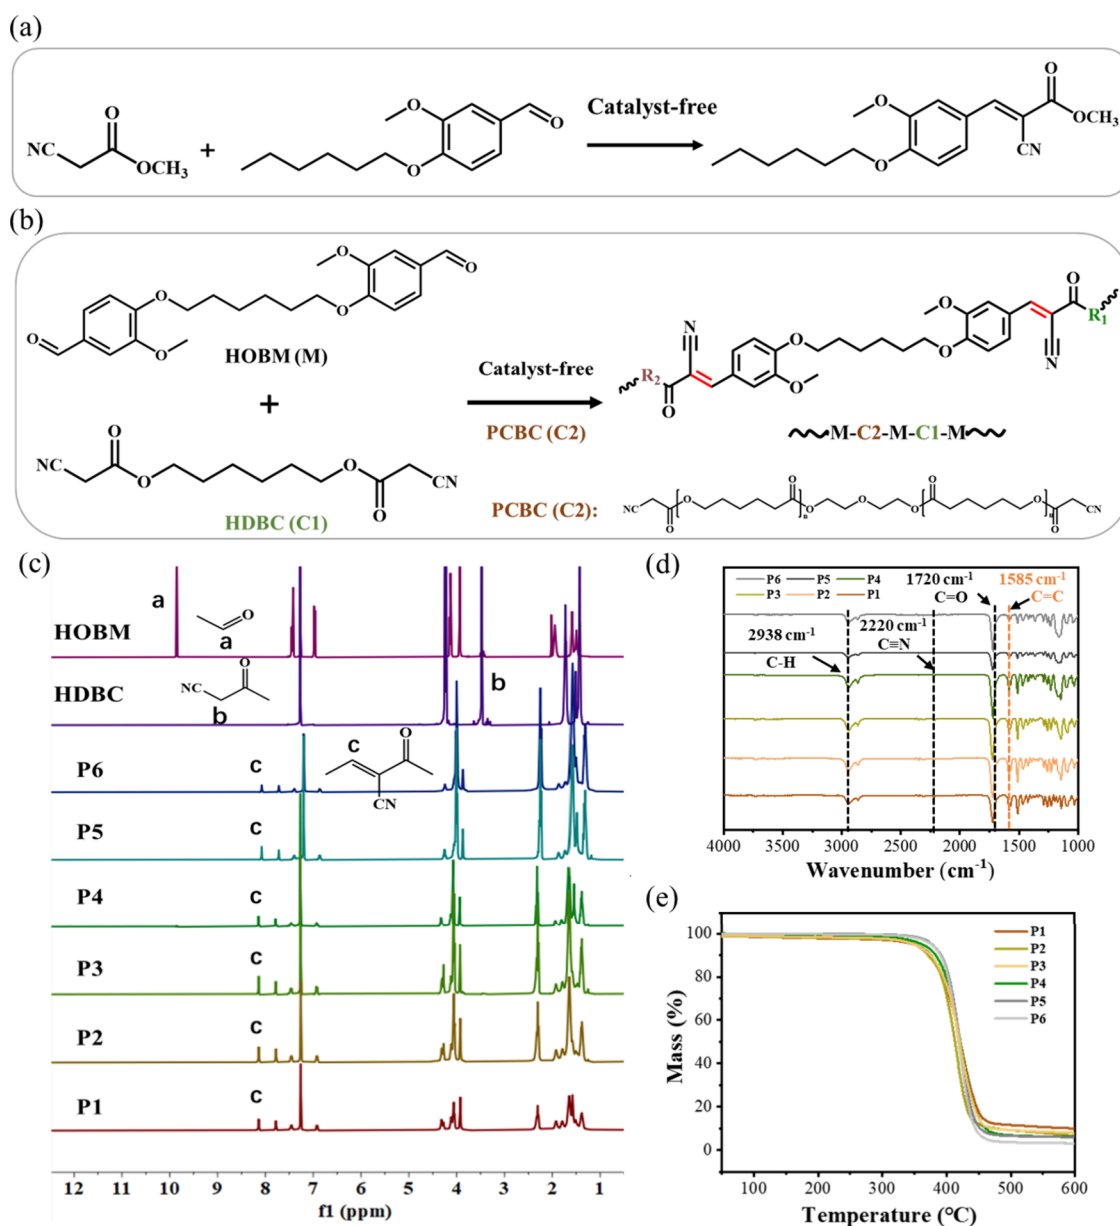 (a)
NC
O
OCH₃
+
O
O
O
Catalyst-free
O
O
O
OCH₃
CN
(b)
O
O
O
O
O
O
HOBM (M)
+
NC
O
O
O
O
CN
HDBC (C1)
Catalyst-free
PCBC (C2)
R₂
O
N
O
O
O
O
O
R₁
N
M-C2-M-C1-M
PCBC (C2):
NC
O
O
O
n
O
O
O
O
O
n
O
CN
(c)
HOBM
a
O
a
HDBC
NC
O
b
b
P6
c
c
O
CN
P5
c
P4
c
P3
c
P2
c
P1
c
12 11 10 9 8 7 6 5 4 3 2 1
f1 (ppm)
(d)
P6 P5 P4
P3 P2 P1
1720 cm⁻¹
C=O
1585 cm⁻¹
C=C
2938 cm⁻¹
C-H
2220 cm⁻¹
C≡N
4000 3500 3000 2500 2000 1500 1000
Wavenumber (cm⁻¹)
(e)
Mass (%)
100
80
60
40
20
0
P1
P2
P3
P4
P5
P6
100 200 300 400 500 600
Temperature (°C)